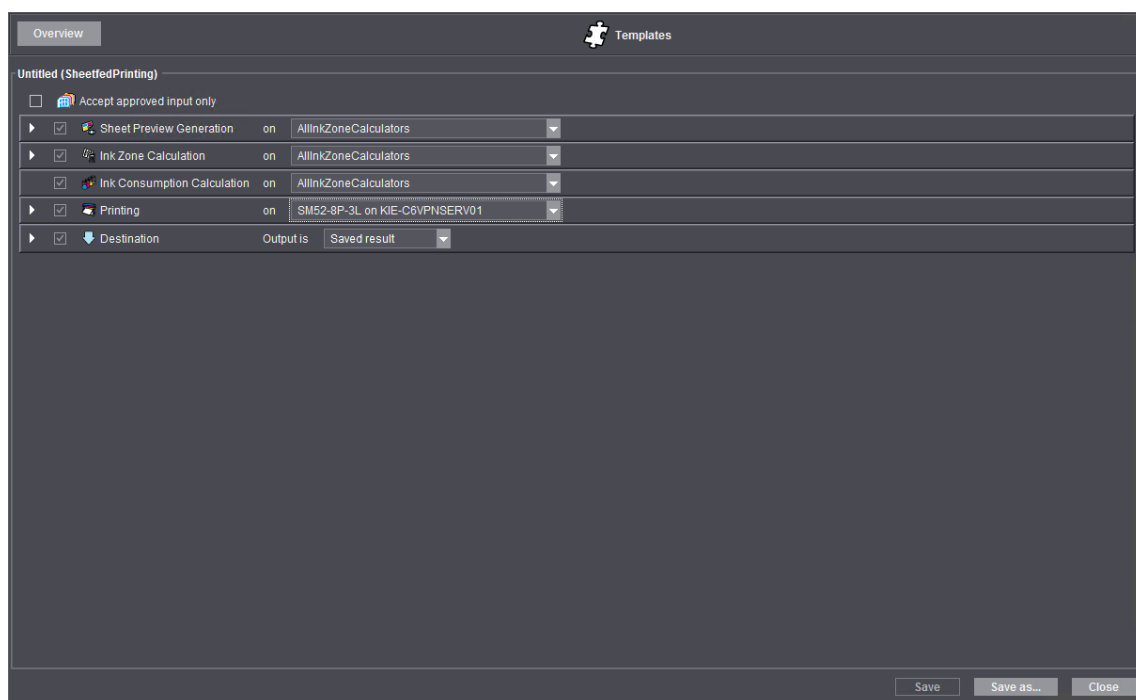 Overview
Templates
Untitled (SheetfedPrinting)
Accept approved input only
Sheet Preview Generation on AllInkZoneCalculators
Ink Zone Calculation on AllInkZoneCalculators
Ink Consumption Calculation on AllInkZoneCalculators
Printing on SM52-8P-3L on KIE-C6VPNSERV01
Destination Output is Saved result
Save Save as... Close